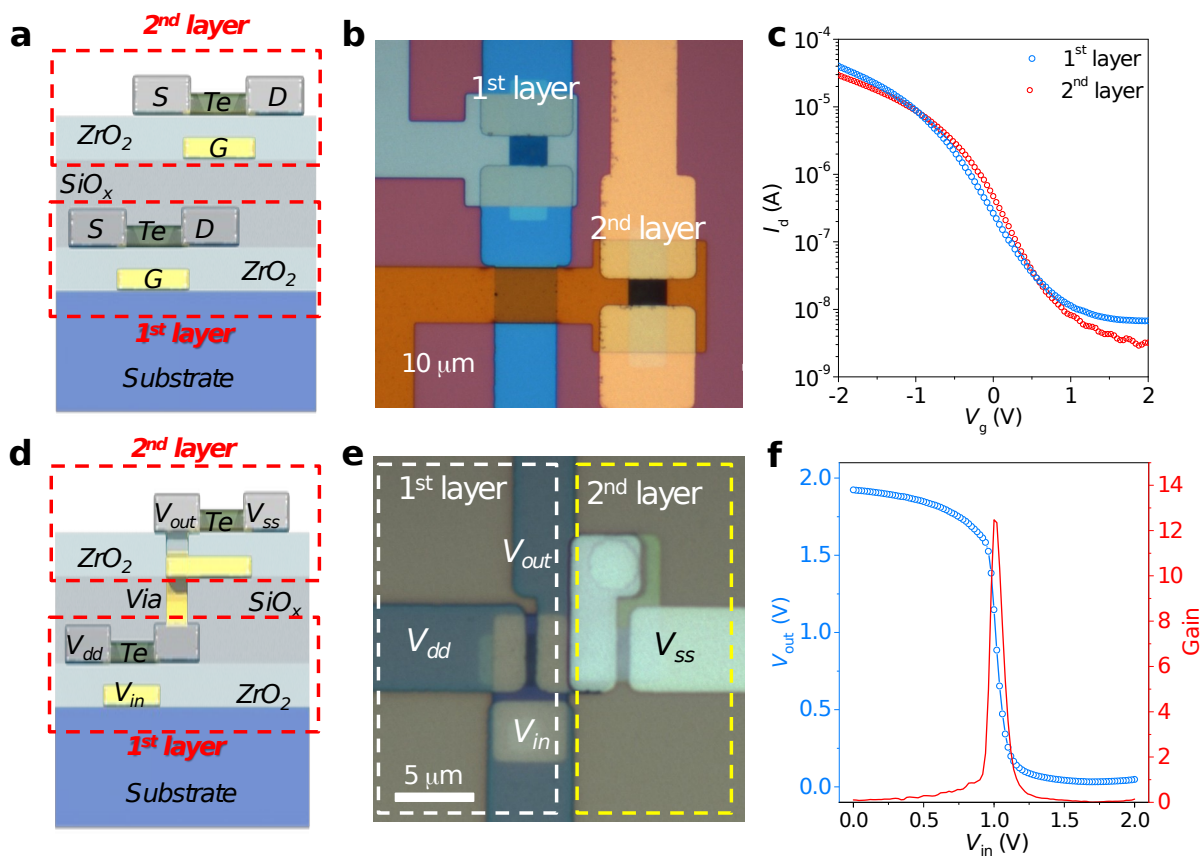 a
2nd layer
S Te D
ZrO2
G
SiOx
S Te D
G
ZrO2
1st layer
Substrate
b
1st layer
2nd layer
10 μm
c
10-4
10-5
10-6
10-7
10-8
10-9
Id (A)
1st layer
2nd layer
-2 -1 0 1 2
Vg (V)
d
2nd layer
Vout Te Vss
ZrO2
Via
SiOx
Vdd Te
Vin
ZrO2
1st layer
Substrate
e
1st layer
2nd layer
Vout
Vdd
Vss
Vin
5 μm
f
2.0
1.5
1.0
0.5
0.0
Vout (V)
14
12
10
8
6
4
2
0
Gain
0.0 0.5 1.0 1.5 2.0
Vin (V)